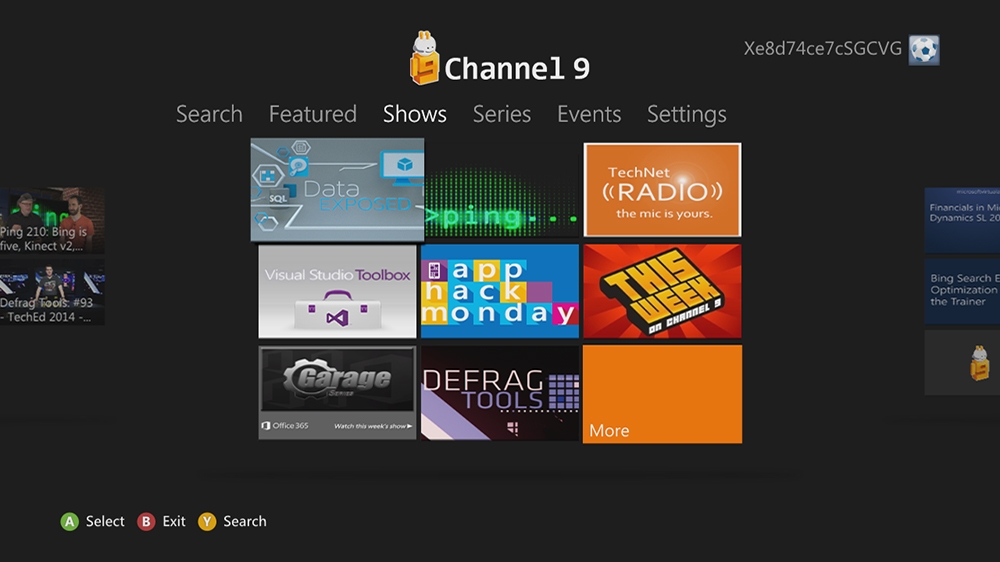 Channel 9
Xe8d74ce7cSGCVG
Search Featured Shows Series Events Settings
SQL
Data
EXPOSED
>ping...
TechNet
((RADIO))
the mic is yours.
Visual Studio Toolbox
app
hack
monday
THIS
WEEK
ON CHANNEL 9
Garage
SERIES
Office 365
Watch this week's show
DEFRAG
TOOLS
More
Ping 210: Bing is
five, Kinect v2,...
Defrag Tools: #93
- TechEd 2014 -...
Financials in Mic
Dynamics SL 20
Bing Search E
Optimization
the Trainer
A Select B Exit Y Search